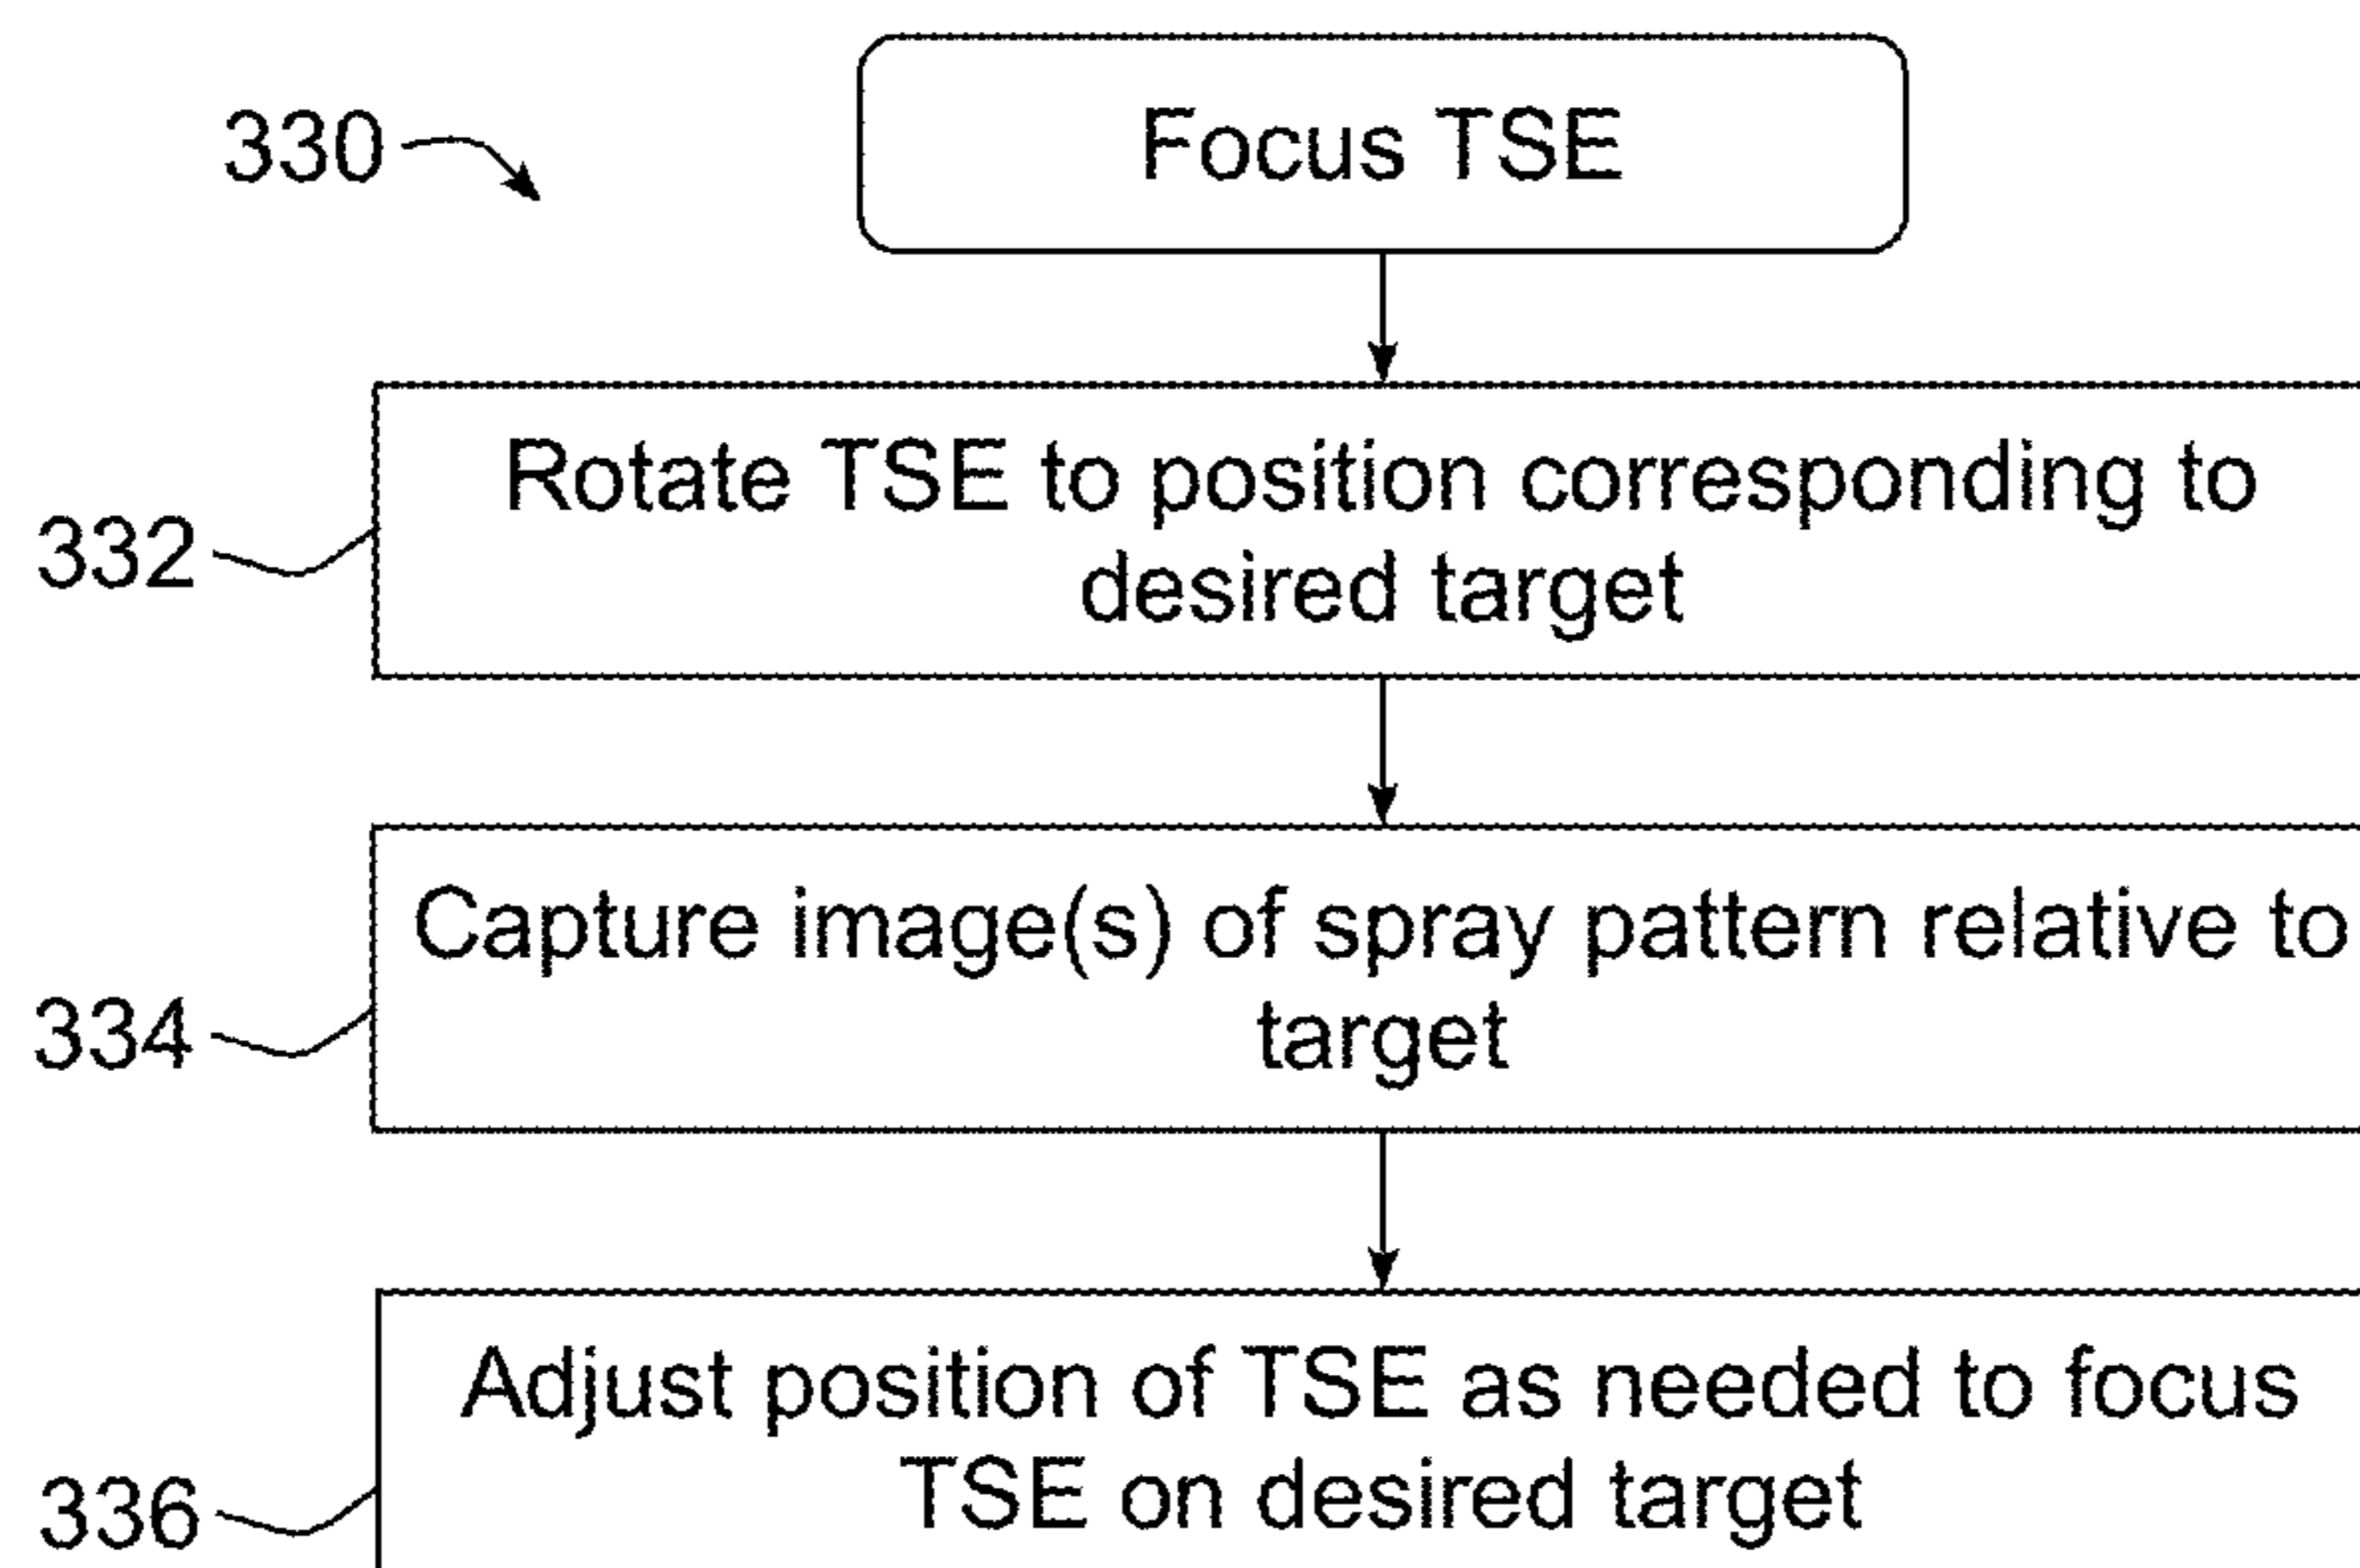 330
Focus TSE
Rotate TSE to position corresponding to
desired target
332
Capture image(s) of spray pattern relative to
target
334
Adjust position of TSE as needed to focus
TSE on desired target
336